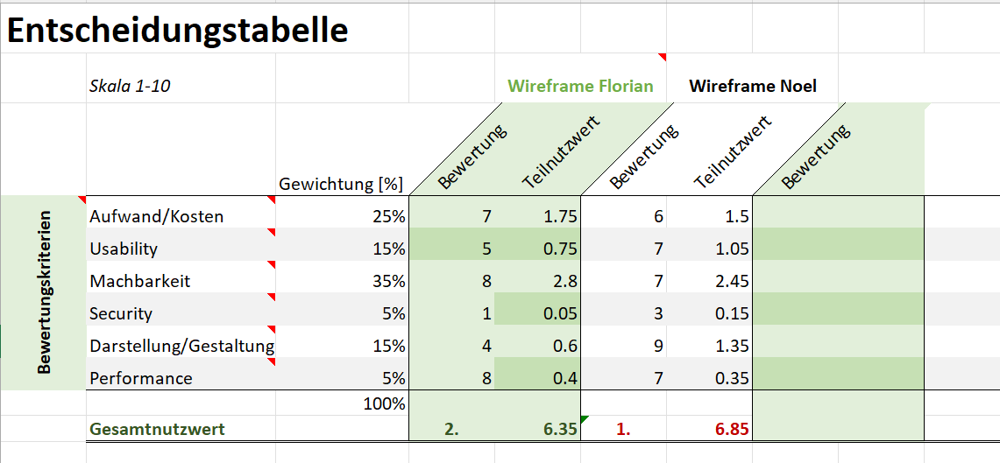 Entscheidungstabelle
Skala 1-10 Wireframe Florian Wireframe Noel
Gewichtung [%] Bewertung Teilnutzwert Bewertung Teilnutzwert Bewertung
Bewertungskriterien
Aufwand/Kosten 25% 7 1.75 6 1.5
Usability 15% 5 0.75 7 1.05
Machbarkeit 35% 8 2.8 7 2.45
Security 5% 1 0.05 3 0.15
Darstellung/Gestaltung 15% 4 0.6 9 1.35
Performance 5% 8 0.4 7 0.35
100%
Gesamtnutzwert 2. 6.35 1. 6.85